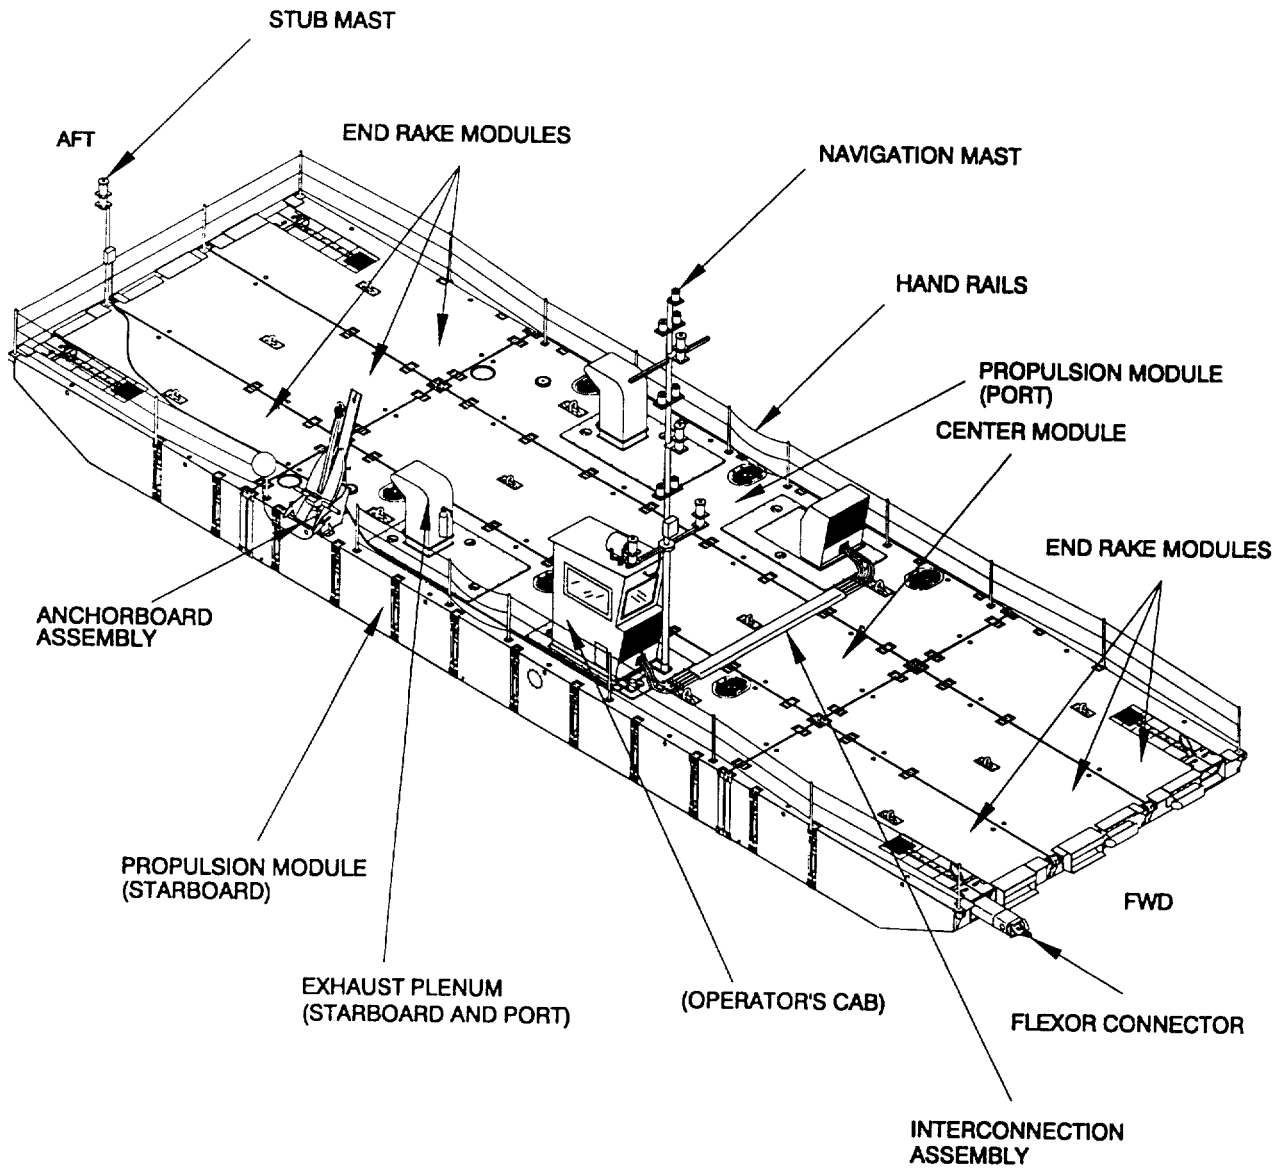 STUB MAST
AFT
END RAKE MODULES
NAVIGATION MAST
HAND RAILS
PROPULSION MODULE
(PORT)
CENTER MODULE
END RAKE MODULES
ANCHORBOARD
ASSEMBLY
PROPULSION MODULE
(STARBOARD)
FWD
EXHAUST PLENUM
(STARBOARD AND PORT)
(OPERATOR'S CAB)
FLEXOR CONNECTOR
INTERCONNECTION
ASSEMBLY